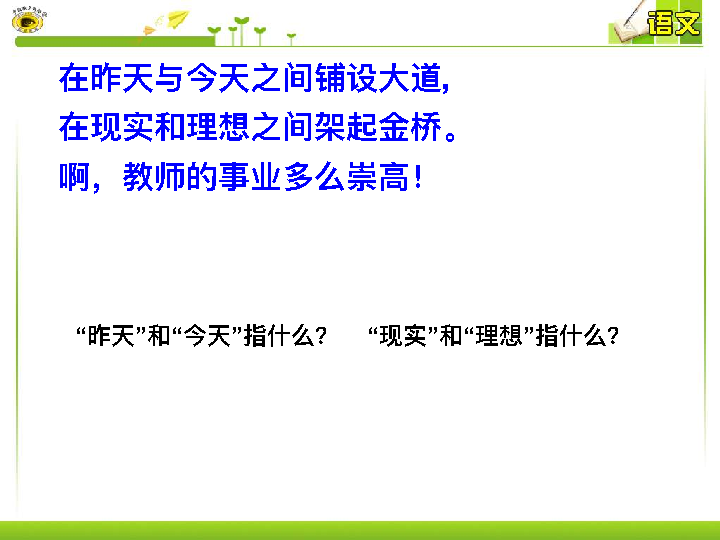 语文
在昨天与今天之间铺设大道，
在现实和理想之间架起金桥。
啊，教师的事业多么崇高！
“昨天”和“今天”指什么？ “现实”和“理想”指什么？